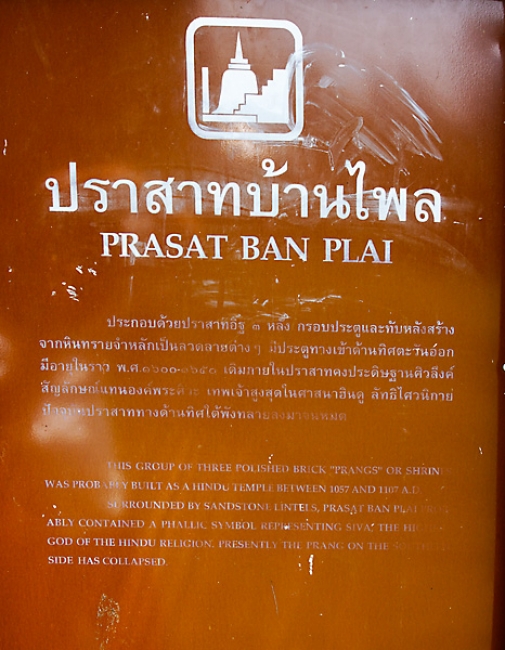 ปราสาทบ้านไพล
PRASAT BAN PLAI
ประกอบด้วยปราสาทอิฐ ๓ หลัง กรอบประตูและทับหลังสร้าง
จากหินทรายจำหลักเป็นลวดลายต่างๆ มีประตูทางเข้าด้านทิศตะวันออก
มีอายุในราว พ.ศ.๑๖๐๐-๑๖๕๐ เดิมภายในปราสาทคงประดิษฐานศิวลึงค์
สัญลักษณ์แทนองค์พระศิวะ เทพเจ้าสูงสุดในศาสนาฮินดู ลัทธิไศวนิกาย
ปัจจุบันปราสาททางด้านทิศใต้พังทลายลงมาจนหมด
THIS GROUP OF THREE POLISHED BRICK "PRANGS" OR
WAS PROBABLY BUILT AS A HINDU TEMPLE BETWEEN 1057 AND 1107 A.D.
SURROUNDED BY SANDSTONE LINTELS, PRASAT BAN PLAI
ABLY CONTAINED A PHALLIC SYMBOL REPRESENTING SIVA, THE
GOD OF THE HINDU RELIGION. PRESENTLY THE PRANG ON THE
SIDE HAS COLLAPSED.